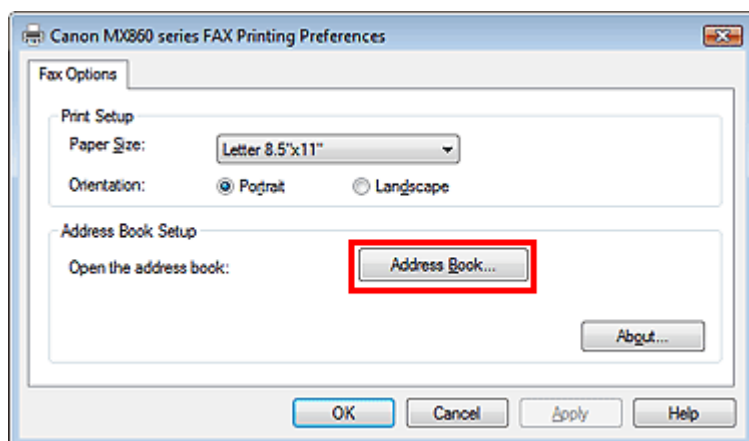 Canon MX860 series FAX Printing Preferences
Fax Options
Print Setup
Paper Size:
Letter 8.5"x11"
Orientation:
Portrait
Landscape
Address Book Setup
Open the address book:
Address Book...
About...
OK
Cancel
Apply
Help